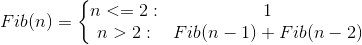 Fib(n) = { n <= 2 : 1
n > 2 : Fib(n − 1) + Fib(n − 2)